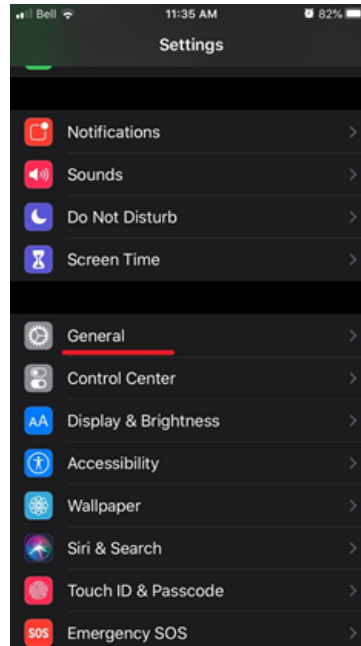 Bell 11:35 AM 82%
Settings
Notifications
Sounds
Do Not Disturb
Screen Time
General
Control Center
AA Display & Brightness
Accessibility
Wallpaper
Siri & Search
Touch ID & Passcode
SOS Emergency SOS